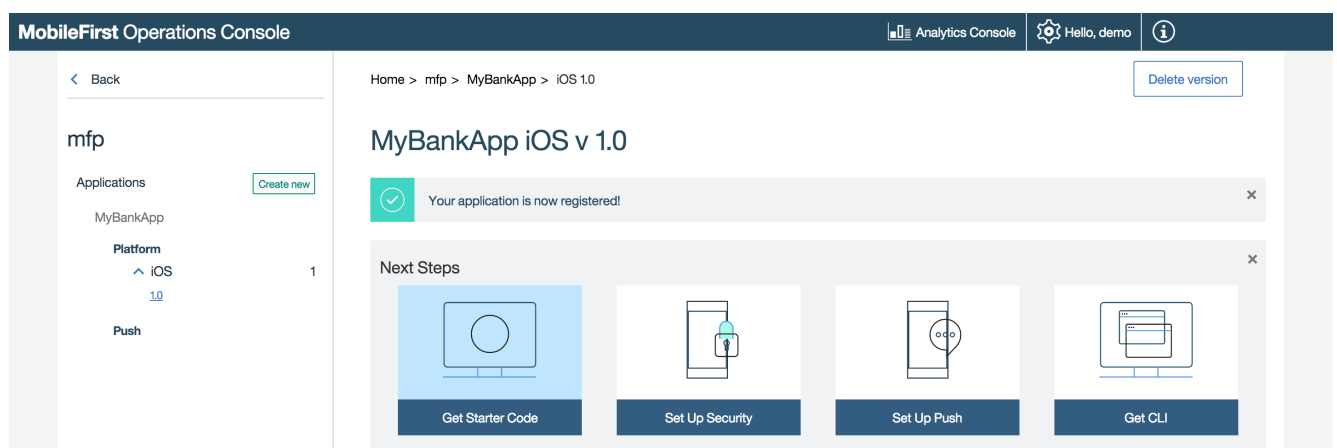 MobileFirst Operations Console
Analytics Console
Hello, demo
Back
Home > mfp > MyBankApp > iOS 1.0
Delete version
mfp
MyBankApp iOS v 1.0
Applications
Create new
Your application is now registered!
MyBankApp
Platform
iOS 1
1.0
Push
Next Steps
Get Starter Code
Set Up Security
Set Up Push
Get CLI